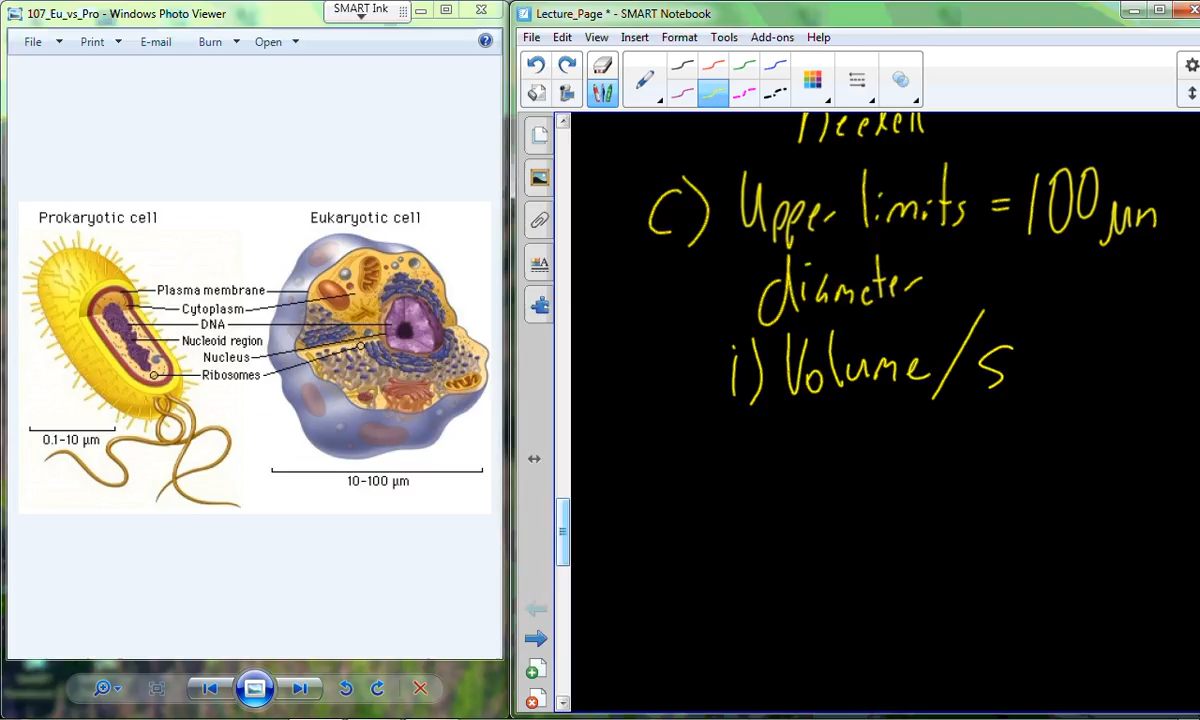 107_Eu_vs_Pro - Windows Photo Viewer
SMART Ink
File Print E-mail Burn Open
Prokaryotic cell
Eukaryotic cell
Plasma membrane
Cytoplasm
DNA
Nucleoid region
Nucleus
Ribosomes
0.1-10 µm
10-100 µm
Lecture_Page * - SMART Notebook
File Edit View Insert Format Tools Add-ons Help
c) Upper limits = 100 µm
diameter
i) Volume/s